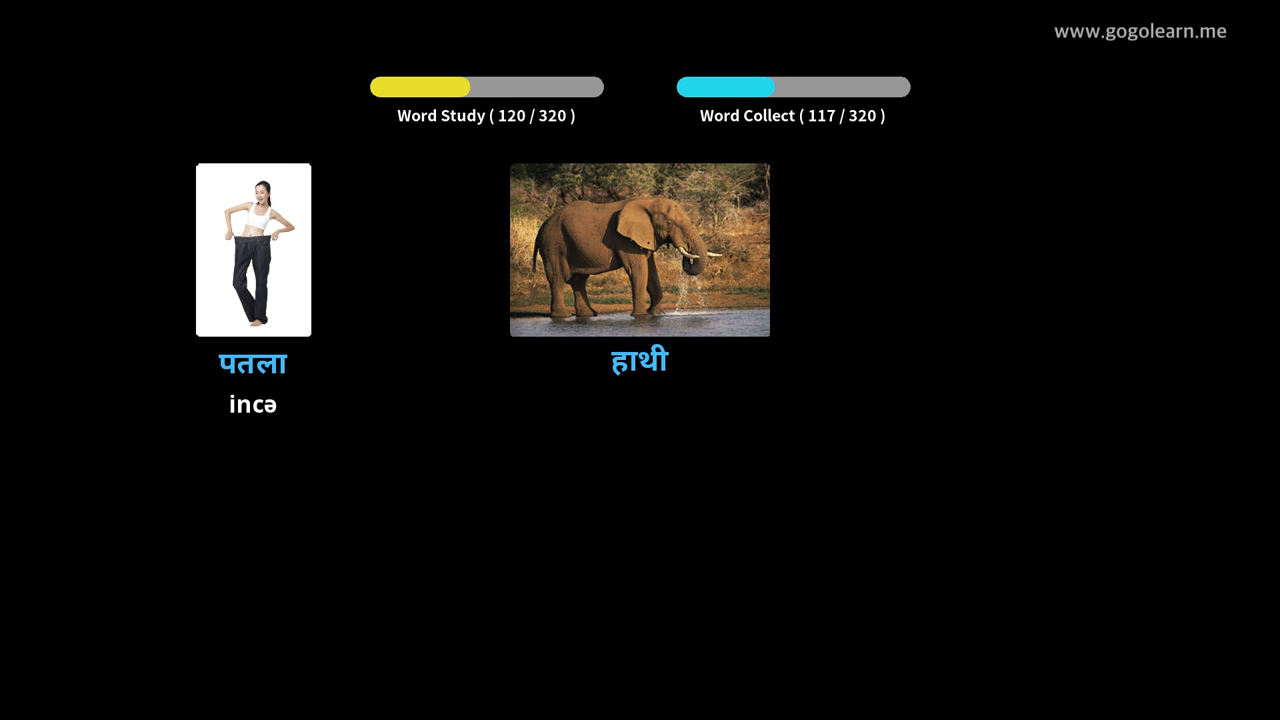 www.gogolearn.me
Word Study ( 120 / 320 )
Word Collect ( 117 / 320 )
पतला
incə
हाथी